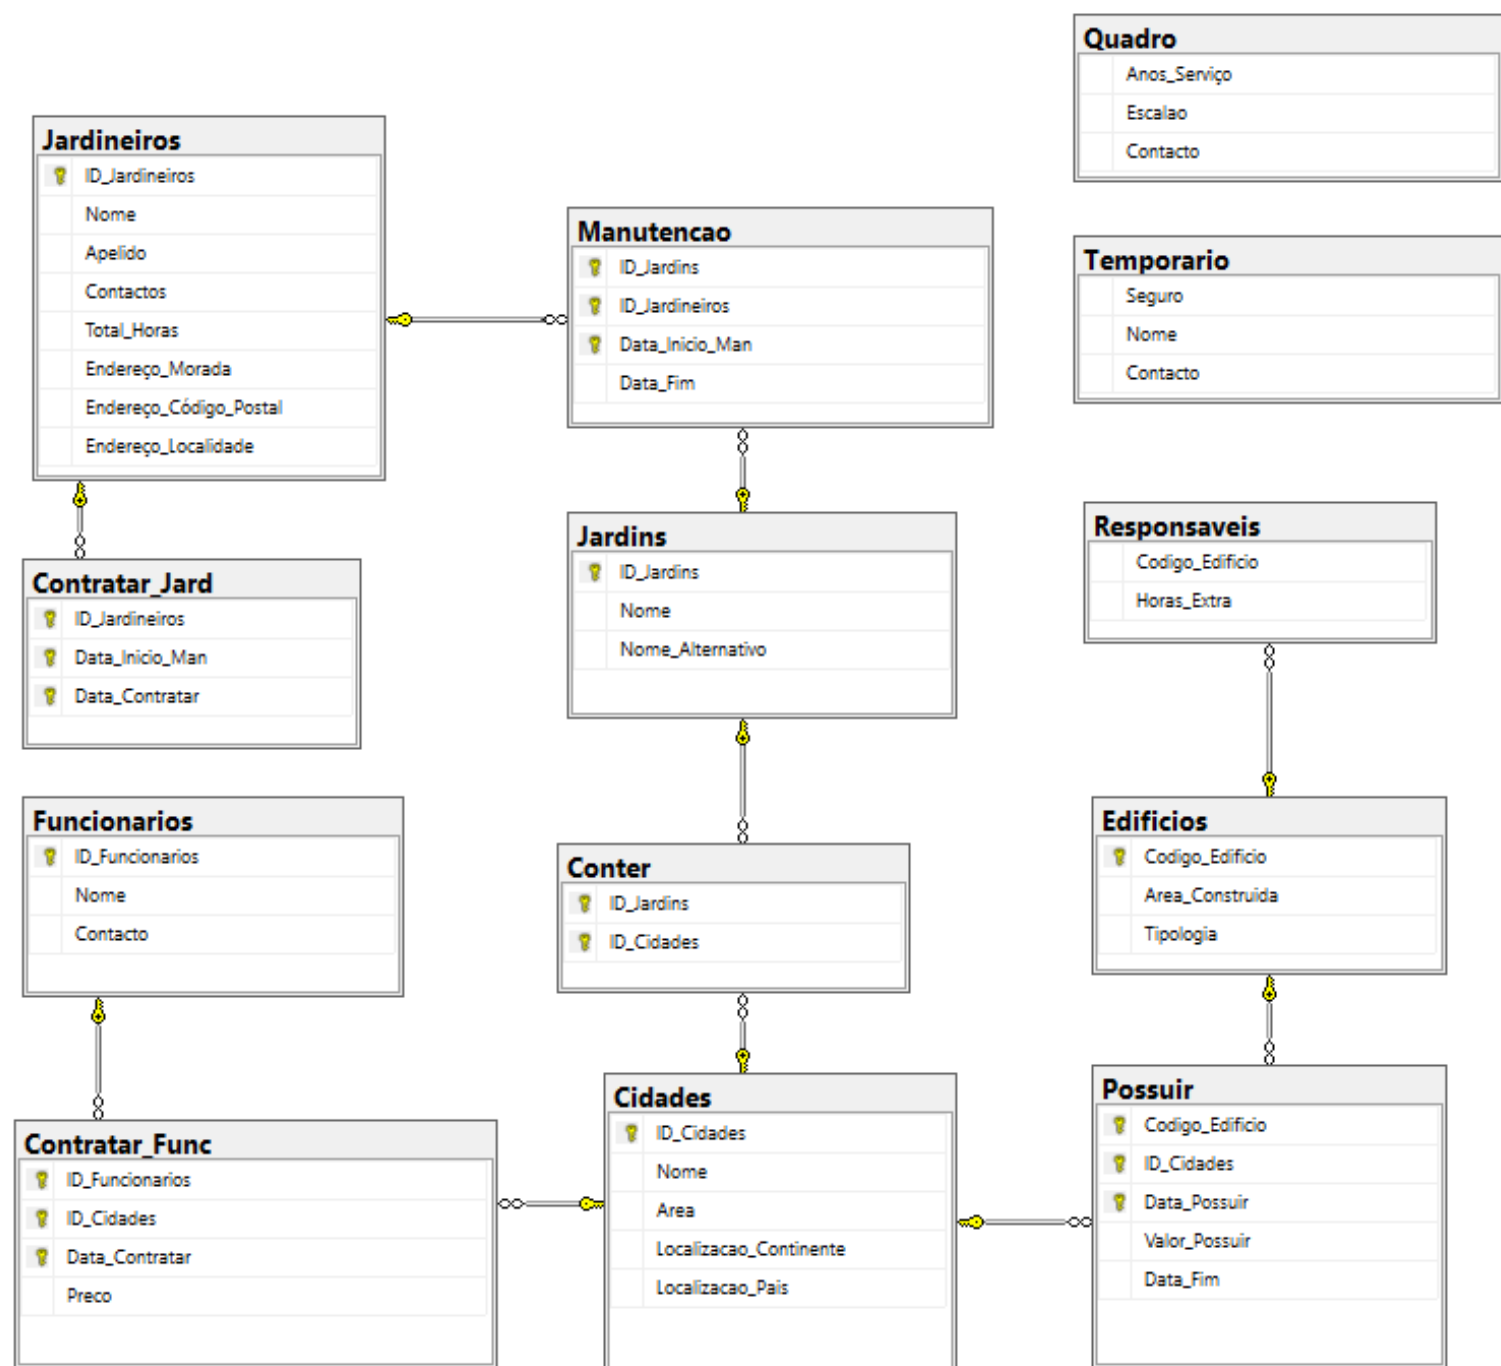 Quadro
Anos_Serviço
Escalao
Contacto
Jardineiros
ID_Jardineiros
Nome
Apelido
Contactos
Total_Horas
Endereço_Morada
Endereço_Código_Postal
Endereço_Localidade
Manutencao
ID_Jardins
ID_Jardineiros
Data_Inicio_Man
Data_Fim
Temporario
Seguro
Nome
Contacto
Contratar_Jard
ID_Jardineiros
Data_Inicio_Man
Data_Contratar
Jardins
ID_Jardins
Nome
Nome_Alternativo
Responsaveis
Codigo_Edificio
Horas_Extra
Funcionarios
ID_Funcionarios
Nome
Contacto
Conter
ID_Jardins
ID_Cidades
Edificios
Codigo_Edificio
Area_Construida
Tipologia
Contratar_Func
ID_Funcionarios
ID_Cidades
Data_Contratar
Preco
Cidades
ID_Cidades
Nome
Area
Localizacao_Continente
Localizacao_Pais
Possuir
Codigo_Edificio
ID_Cidades
Data_Possuir
Valor_Possuir
Data_Fim